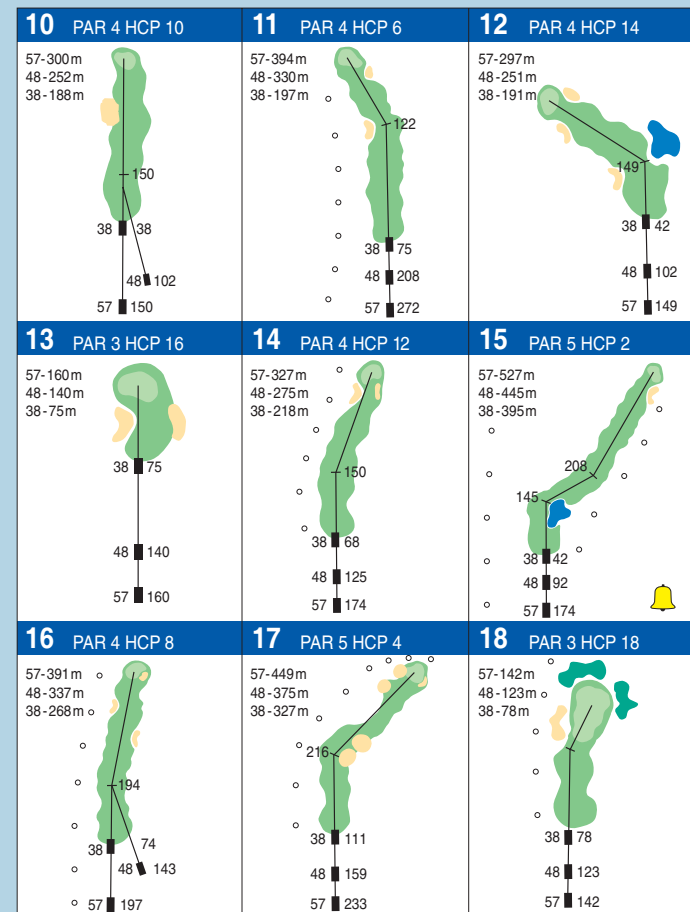 10 PAR 4 HCP 10
57-300m
48-252m
38-188m
150
38 38
48 102
57 150
11 PAR 4 HCP 6
57-394m
48-330m
38-197m
122
38 75
48 208
57 272
12 PAR 4 HCP 14
57-297m
48-251m
38-191m
149
38 42
48 102
57 149
13 PAR 3 HCP 16
57-160m
48-140m
38-75m
38 75
48 140
57 160
14 PAR 4 HCP 12
57-327m
48-275m
38-218m
150
38 68
48 125
57 174
15 PAR 5 HCP 2
57-527m
48-445m
38-395m
208
145
38 42
48 92
57 174
16 PAR 4 HCP 8
57-391m
48-337m
38-268m
194
38 74
48 143
57 197
17 PAR 5 HCP 4
57-449m
48-375m
38-327m
216
38 111
48 159
57 233
18 PAR 3 HCP 18
57-142m
48-123m
38-78m
38 78
48 123
57 142